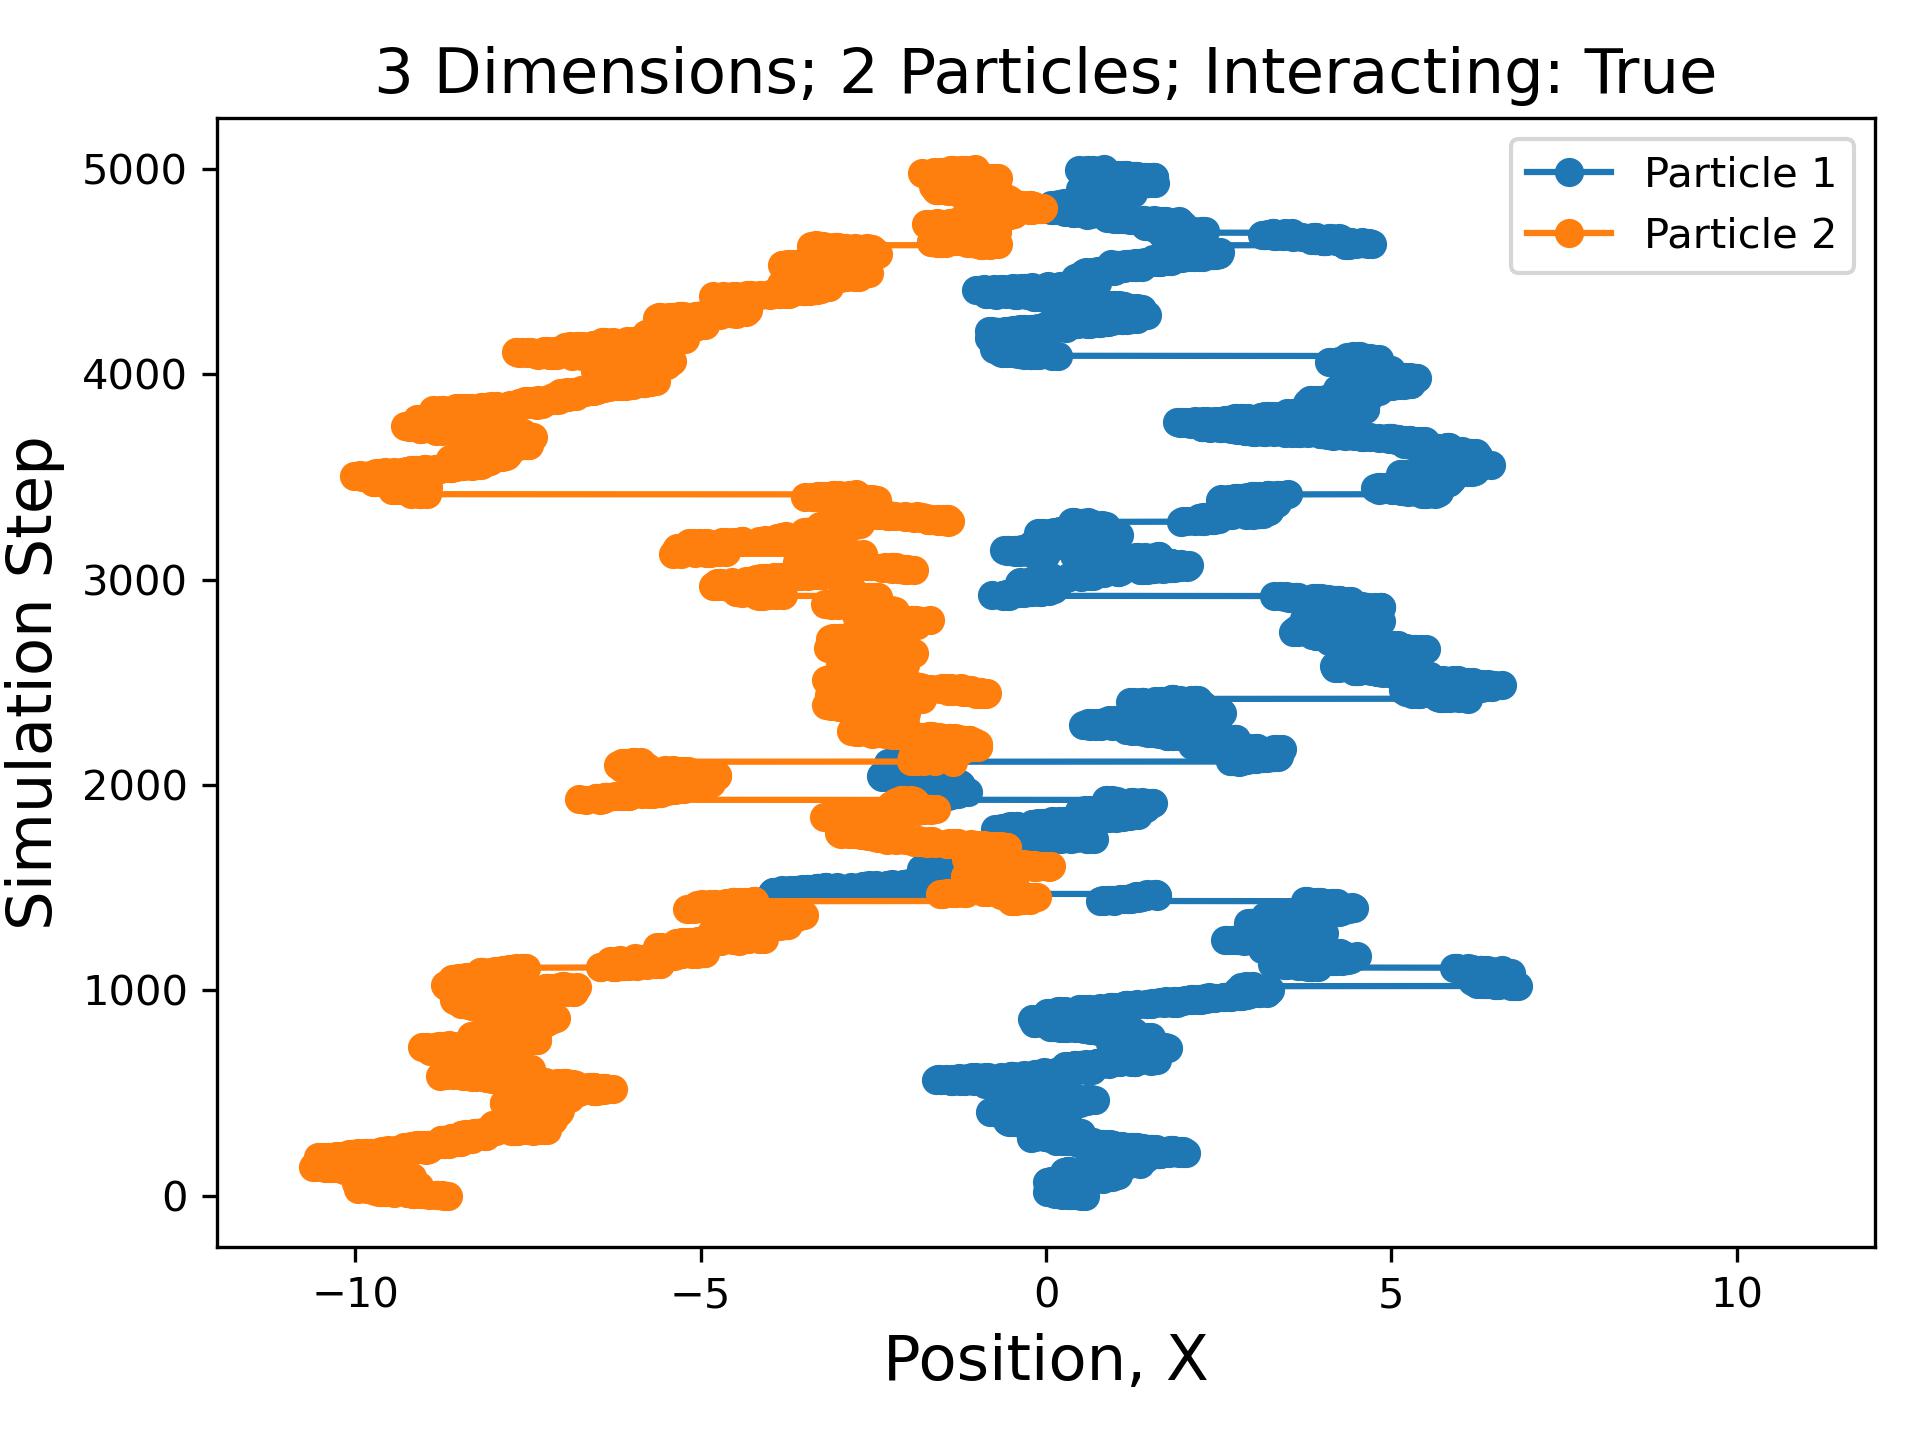 3 Dimensions; 2 Particles; Interacting: True
Particle 1
Particle 2
5000
4000
3000
2000
1000
0
Simulation Step
−10
−5
0
5
10
Position, X